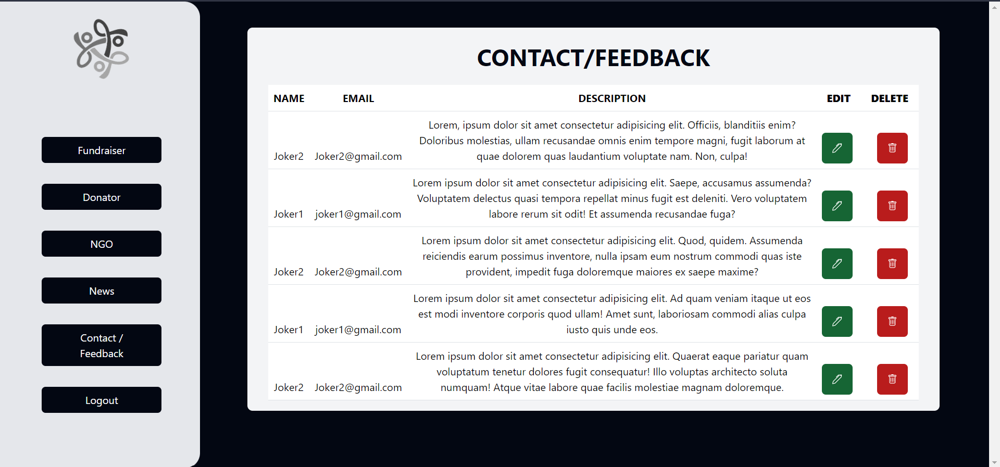 Fundraiser
Donator
NGO
News
Contact /
Feedback
Logout
CONTACT/FEEDBACK
NAME EMAIL DESCRIPTION EDIT DELETE
Lorem, ipsum dolor sit amet consectetur adipisicing elit. Officiis, blanditiis enim?
Doloribus molestias, ullam recusandae omnis enim tempore magni, fugit laborum at
Joker2 Joker2@gmail.com quae dolorem quas laudantium voluptate nam. Non, culpa!
Lorem ipsum dolor sit amet consectetur adipisicing elit. Saepe, accusamus assumenda?
Voluptatem delectus quasi tempora repellat minus fugit est deleniti. Vero voluptatem
Joker1 joker1@gmail.com labore rerum sit odit! Et assumenda recusandae fuga?
Lorem ipsum dolor sit amet consectetur adipisicing elit. Quod, quidem. Assumenda
reiciendis earum possimus inventore, nulla ipsam eum nostrum commodi quas iste
Joker2 Joker2@gmail.com provident, impedit fuga doloremque maiores ex saepe maxime?
Lorem ipsum dolor sit amet consectetur adipisicing elit. Ad quam veniam itaque ut eos
est modi inventore corporis quod ullam! Amet sunt, laboriosam commodi alias culpa
Joker1 joker1@gmail.com iusto quis unde eos.
Lorem ipsum dolor sit amet consectetur adipisicing elit. Quaerat eaque pariatur quam
voluptatum tenetur dolores fugit consequatur! Illo voluptas architecto soluta
Joker2 Joker2@gmail.com numquam! Atque vitae labore quae facilis molestiae magnam doloremque.